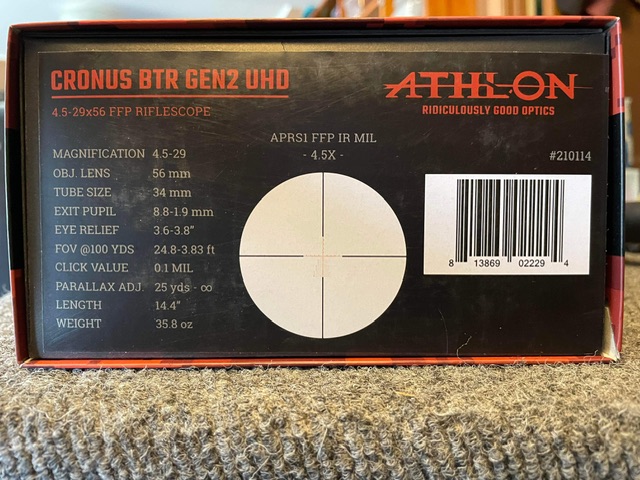 CRONUS BTR GEN2 UHD
4.5-29x56 FFP RIFLESCOPE
ATHLON
RIDICULOUSLY GOOD OPTICS
APRS1 FFP IR MIL
- 4.5X -
#210114
MAGNIFICATION 4.5-29
OBJ. LENS 56 mm
TUBE SIZE 34 mm
EXIT PUPIL 8.8-1.9 mm
EYE RELIEF 3.6-3.8"
FOV @100 YDS 24.8-3.83 ft
CLICK VALUE 0.1 MIL
PARALLAX ADJ. 25 yds - ∞
LENGTH 14.4"
WEIGHT 35.8 oz
8 13869 02229 4